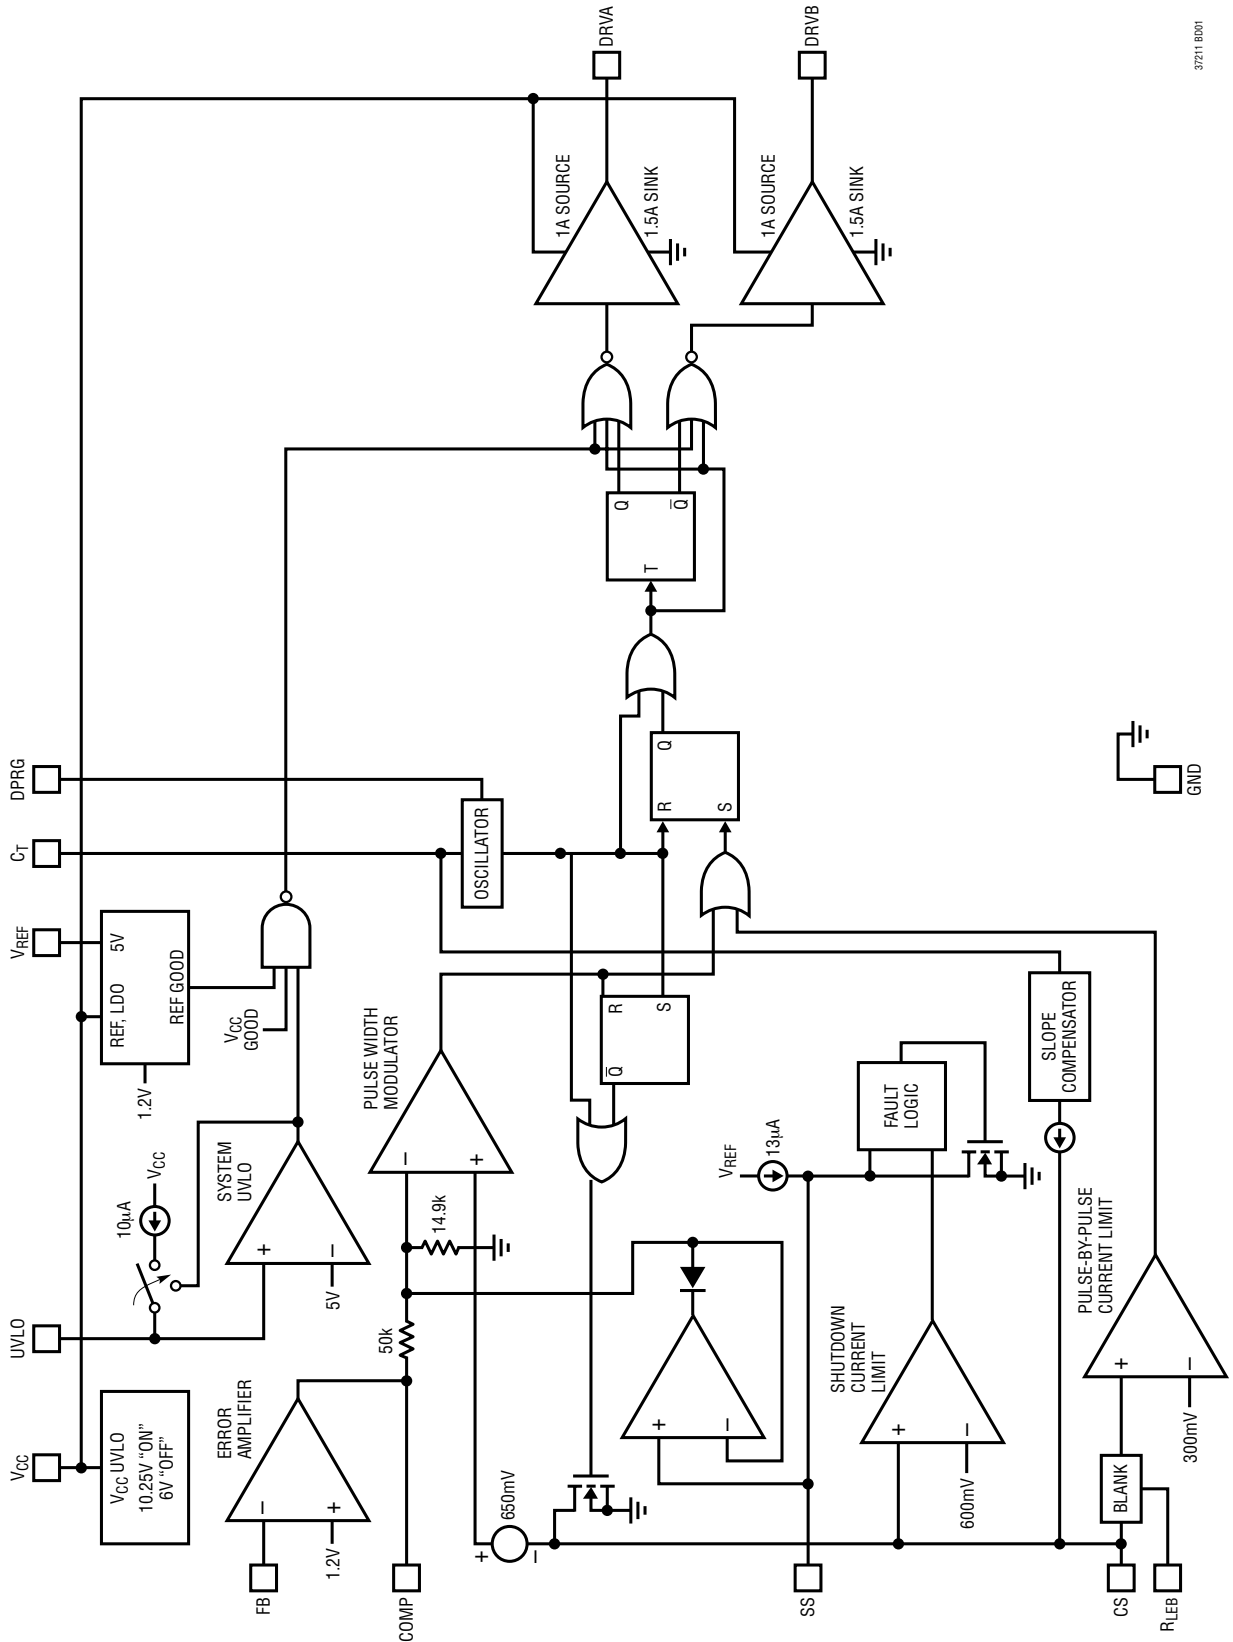 VCC
UVLO
VREF
CT
DPRG
VCC UVLO
10.25V “ON”
6V “OFF”
10µA
VCC
1.2V
REF, LDO
5V
REF GOOD
VCC
GOOD
SYSTEM
UVLO
+
–
5V
ERROR
AMPLIFIER
–
+
1.2V
FB
COMP
50k
14.9k
PULSE WIDTH
MODULATOR
–
+
OSCILLATOR
650mV
+
–
R
S
Q
R
S
Q
T
Q
Q
1A SOURCE
1.5A SINK
DRVA
1A SOURCE
1.5A SINK
DRVB
+
–
VREF
13µA
SS
FAULT
LOGIC
SHUTDOWN
CURRENT
LIMIT
+
–
600mV
SLOPE
COMPENSATOR
PULSE-BY-PULSE
CURRENT LIMIT
+
–
300mV
BLANK
CS
RLEB
GND
37211 BD01